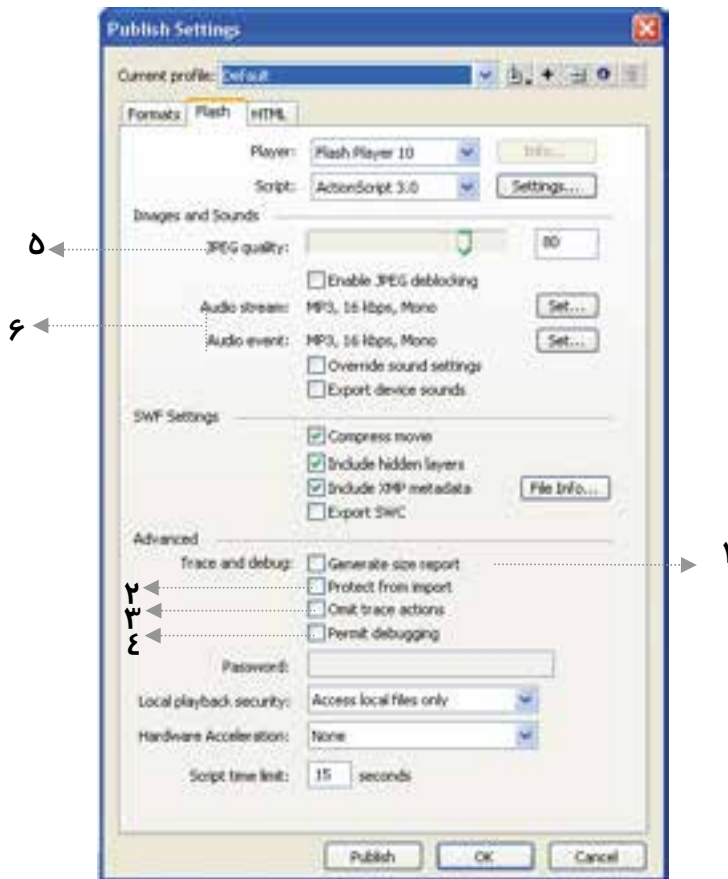 Publish Settings
Current profile: Default
Formats Flash HTML
Player: Flash Player 10 Info...
Script: ActionScript 3.0 Settings...
Images and Sounds
۵ JPEG quality: 80
Enable JPEG deblocking
Audio stream: MP3, 16 kbps, Mono Set...
۶
Audio event: MP3, 16 kbps, Mono Set...
Override sound settings
Export device sounds
SWF Settings
Compress movie
Include hidden layers
Include XMP metadata File Info...
Export SWC
Advanced
Trace and debug: Generate size report ۱
۲ Protect from import
۳ Omit trace actions
٤ Permit debugging
Password:
Local playback security: Access local files only
Hardware Acceleration: None
Script time limit: 15 seconds
Publish OK Cancel